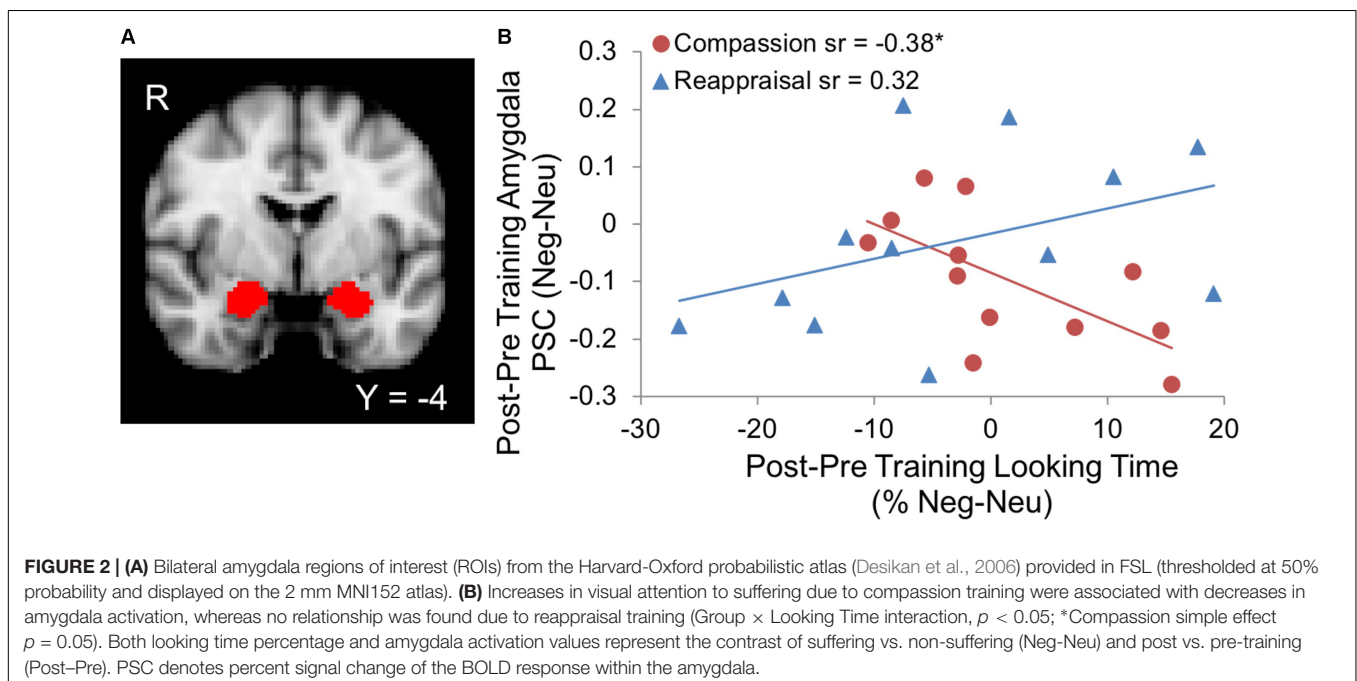 A
R
Y = -4
B
Post-Pre Training Amygdala
PSC (Neg-Neu)
0.3
0.2
0.1
0
-0.1
-0.2
-0.3
Compassion sr = -0.38*
Reappraisal sr = 0.32
-30 -20 -10 0 10 20
Post-Pre Training Looking Time
(% Neg-Neu)
FIGURE 2 | (A) Bilateral amygdala regions of interest (ROIs) from the Harvard-Oxford probabilistic atlas (Desikan et al., 2006) provided in FSL (thresholded at 50%
probability and displayed on the 2 mm MNI152 atlas). (B) Increases in visual attention to suffering due to compassion training were associated with decreases in
amygdala activation, whereas no relationship was found due to reappraisal training (Group × Looking Time interaction, p < 0.05; *Compassion simple effect
p = 0.05). Both looking time percentage and amygdala activation values represent the contrast of suffering vs. non-suffering (Neg-Neu) and post vs. pre-training
(Post–Pre). PSC denotes percent signal change of the BOLD response within the amygdala.